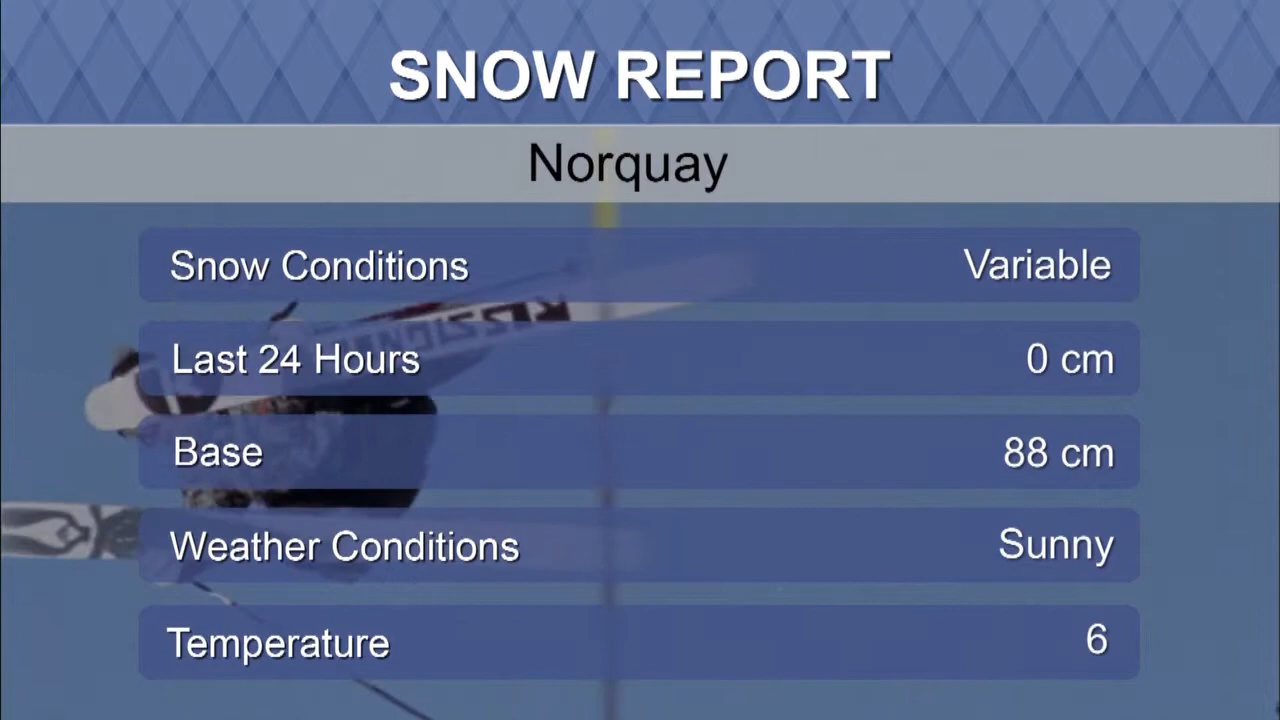 SNOW REPORT
Norquay
Snow Conditions Variable
Last 24 Hours 0 cm
Base 88 cm
Weather Conditions Sunny
Temperature 6